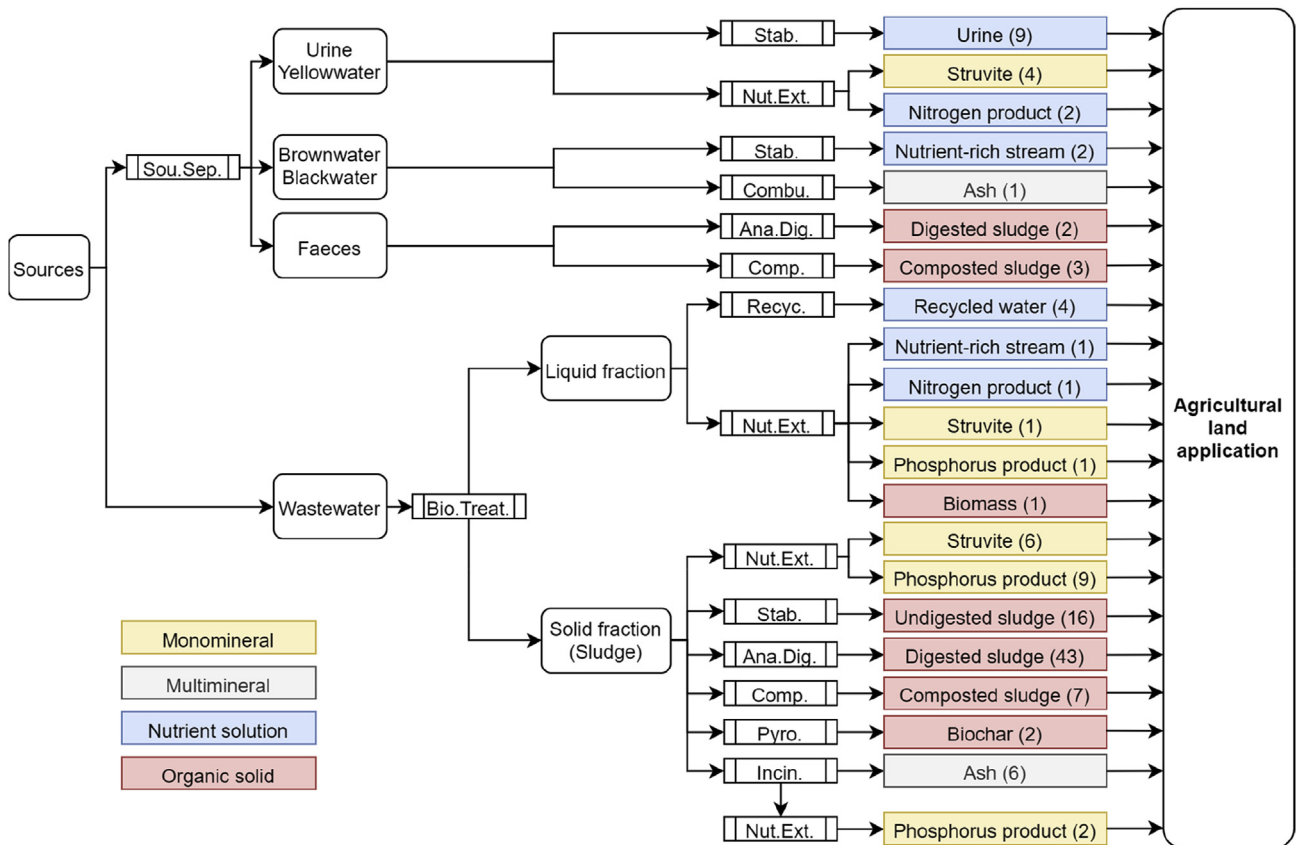 Sources
Sou.Sep.
Urine
Yellowwater
Brownwater
Blackwater
Faeces
Wastewater
Bio.Treat.
Liquid fraction
Solid fraction
(Sludge)
Stab.
Urine (9)
Nut.Ext.
Struvite (4)
Nitrogen product (2)
Stab.
Nutrient-rich stream (2)
Combu.
Ash (1)
Ana.Dig.
Digested sludge (2)
Comp.
Composted sludge (3)
Recyc.
Recycled water (4)
Nut.Ext.
Nutrient-rich stream (1)
Nitrogen product (1)
Struvite (1)
Phosphorus product (1)
Biomass (1)
Nut.Ext.
Struvite (6)
Phosphorus product (9)
Stab.
Undigested sludge (16)
Ana.Dig.
Digested sludge (43)
Comp.
Composted sludge (7)
Pyro.
Biochar (2)
Incin.
Ash (6)
Nut.Ext.
Phosphorus product (2)
Agricultural
land
application
Monomineral
Multimineral
Nutrient solution
Organic solid